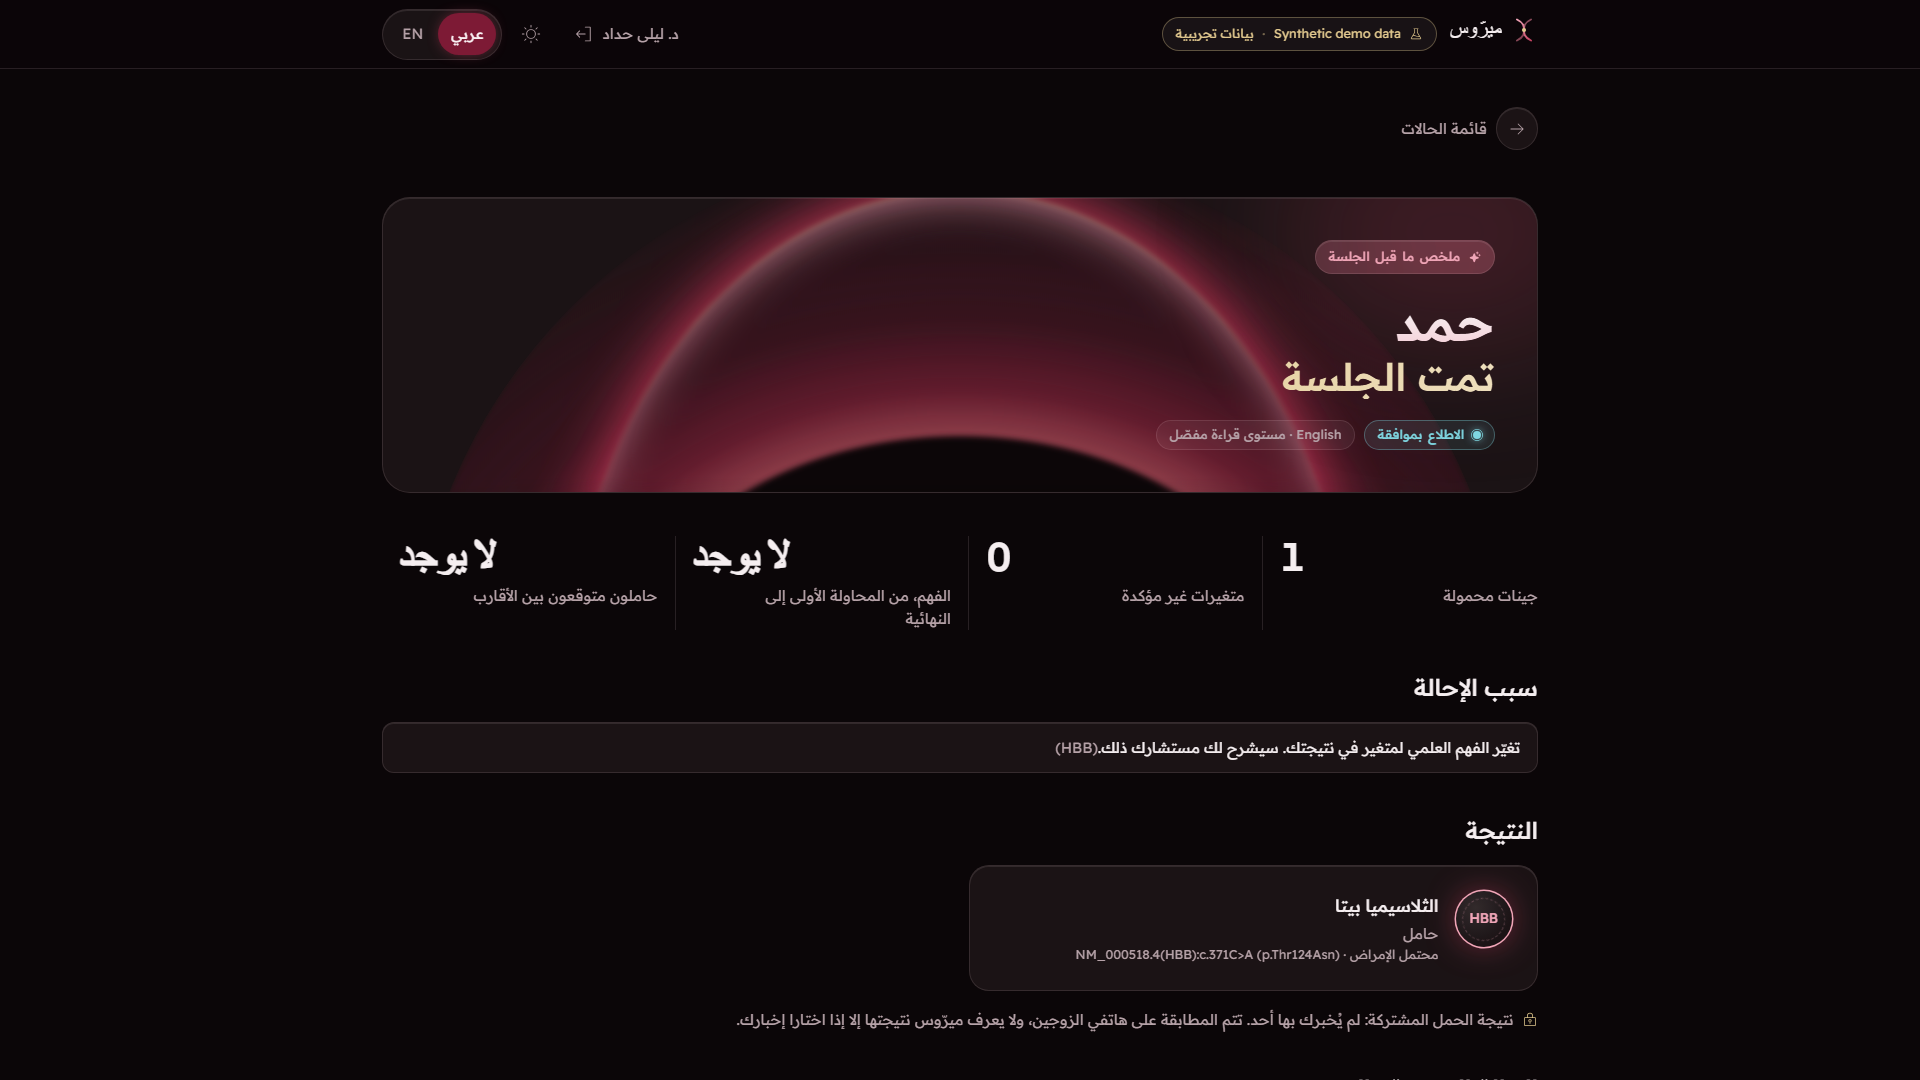 ميرّوس
Synthetic demo data · بيانات تجريبية
د. ليلى حداد
عربي
EN
قائمة الحالات
ملخص ما قبل الجلسة
حمد
تمت الجلسة
الاطلاع بموافقة
English · مستوى قراءة مفصّل
1
جينات محمولة
0
متغيرات غير مؤكدة
لا يوجد
الفهم، من المحاولة الأولى إلى
النهائية
لا يوجد
حاملون متوقعون بين الأقارب
سبب الإحالة
تغيّر الفهم العلمي لمتغير في نتيجتك. سيشرح لك مستشارك ذلك.(HBB)
النتيجة
HBB
الثلاسيميا بيتا
حامل
محتمل الإمراض · NM_000518.4(HBB):c.371C>A (p.Thr124Asn)
نتيجة الحمل المشتركة: لم يُخبرك بها أحد. تتم المطابقة على هاتفي الزوجين، ولا يعرف ميرّوس نتيجتها إلا إذا اختارا إخبارك.